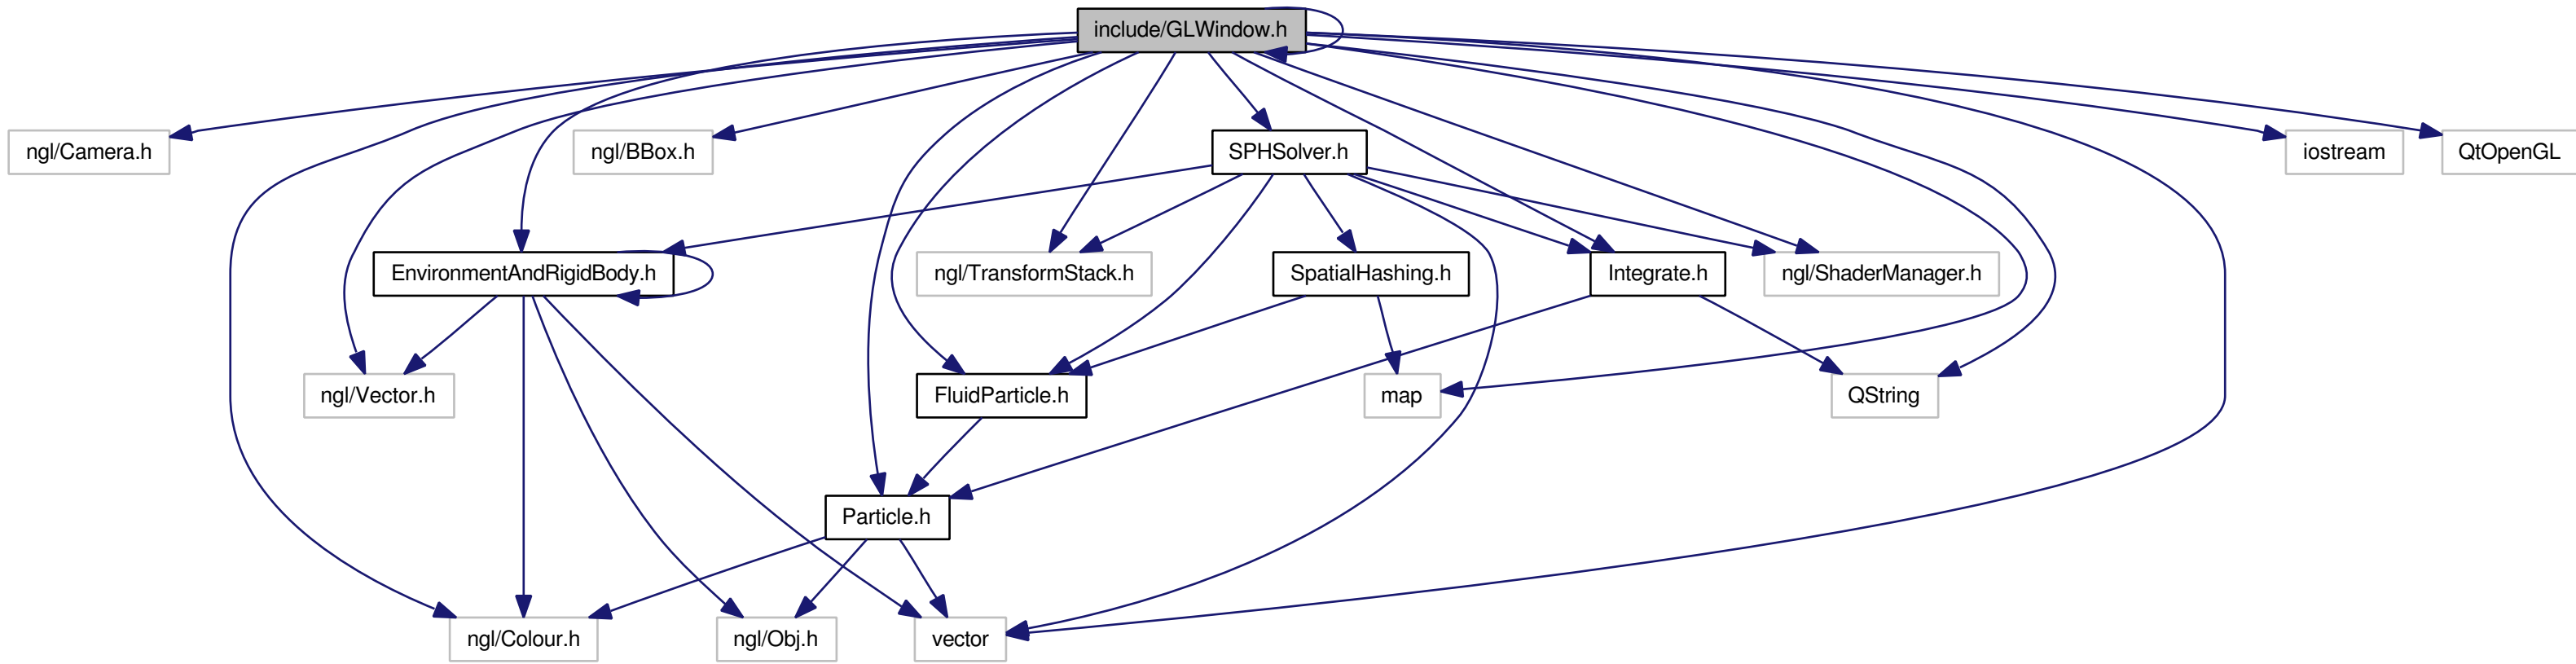 include/GLWindow.h
ngl/Camera.h
ngl/BBox.h
SPHSolver.h
iostream
QtOpenGL
EnvironmentAndRigidBody.h
ngl/TransformStack.h
SpatialHashing.h
Integrate.h
ngl/ShaderManager.h
ngl/Vector.h
FluidParticle.h
map
QString
Particle.h
ngl/Colour.h
ngl/Obj.h
vector